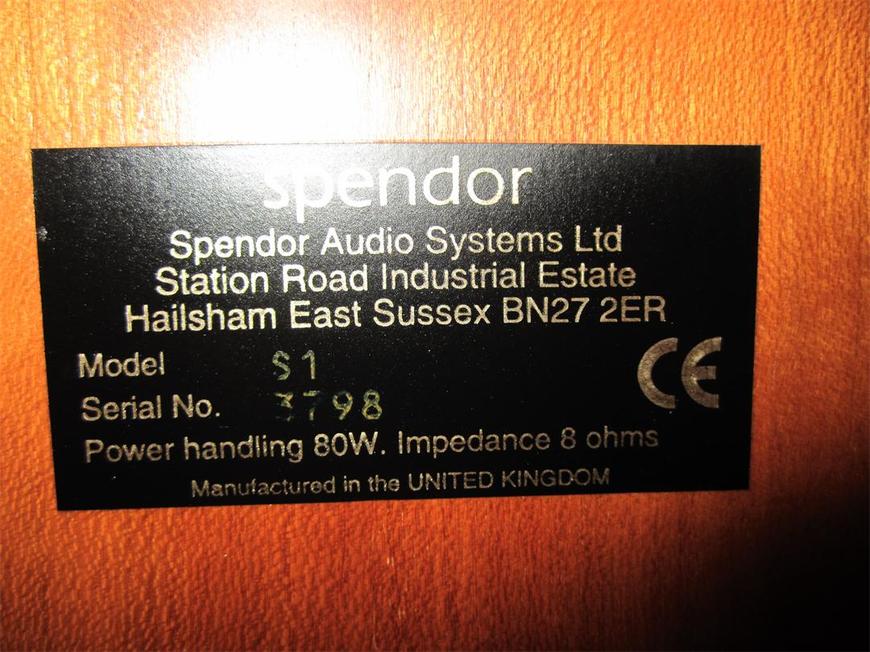 spendor
Spendor Audio Systems Ltd
Station Road Industrial Estate
Hailsham East Sussex BN27 2ER
Model S1
CE
Serial No. 3798
Power handling 80W. Impedance 8 ohms
Manufactured in the UNITED KINGDOM